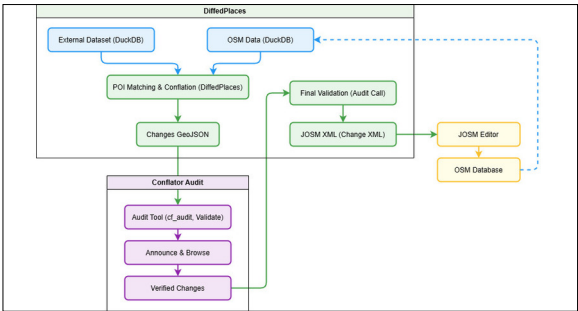 DiffedPlaces
External Dataset (DuckDB)
OSM Data (DuckDB)
POI Matching & Conflation (DiffedPlaces)
Final Validation (Audit Call)
Changes GeoJSON
JOSM XML (Change XML)
JOSM Editor
OSM Database
Conflator Audit
Audit Tool (cf_audit, Validate)
Announce & Browse
Verified Changes